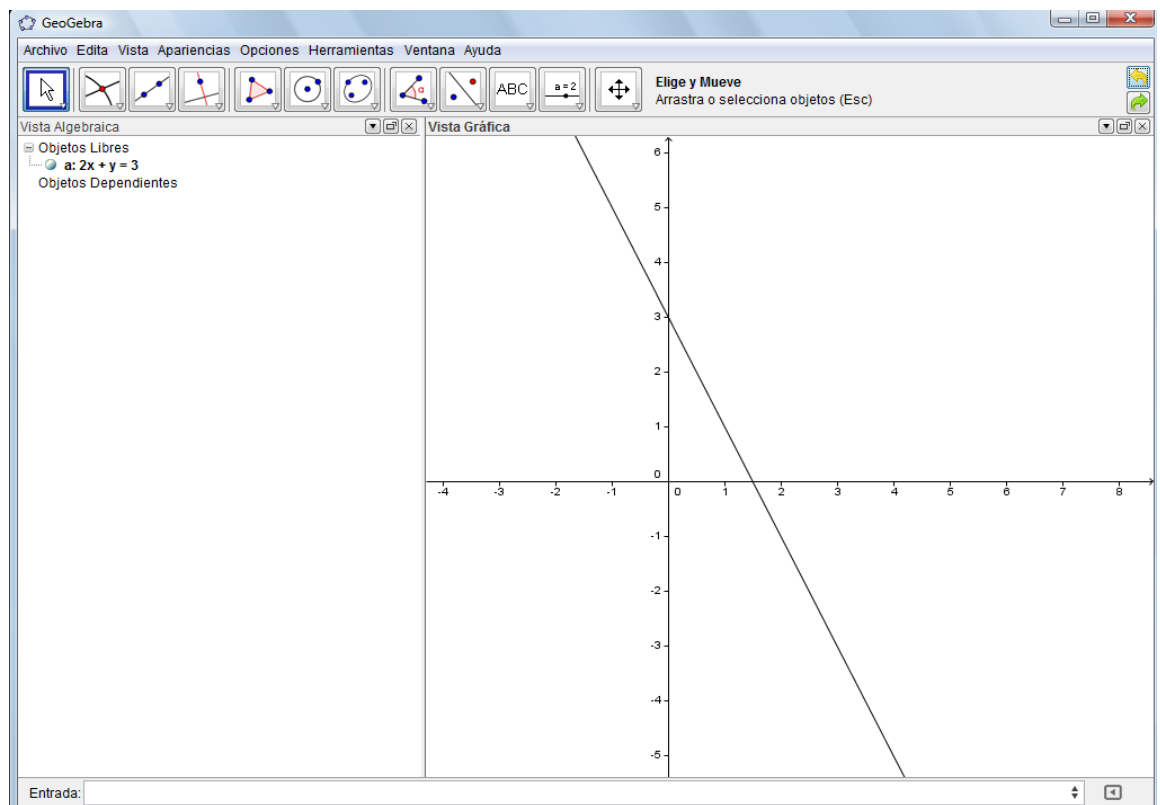 GeoGebra
Archivo Edita Vista Apariencias Opciones Herramientas Ventana Ayuda
ABC
a = 2
α
Elige y Mueve
Arrastra o selecciona objetos (Esc)
Vista Algebraica
Vista Gráfica
Objetos Libres
a: 2x + y = 3
Objetos Dependientes
6
5
4
3
2
1
0
-4 -3 -2 -1 0 1 2 3 4 5 6 7 8
-1
-2
-3
-4
-5
Entrada: